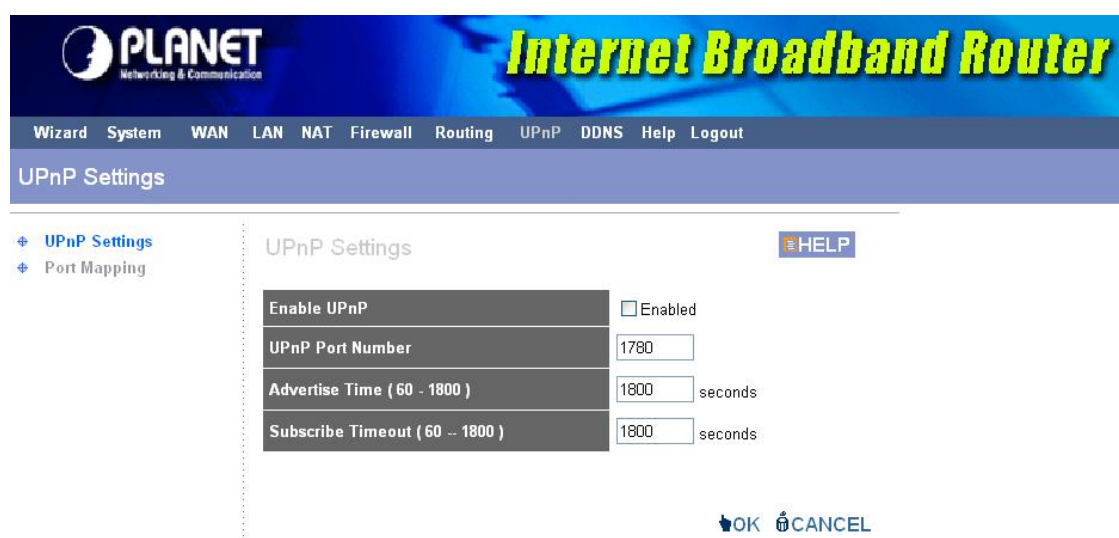 PLANET
Networking & Communication
Internet Broadband Router
Wizard System WAN LAN NAT Firewall Routing UPnP DDNS Help Logout
UPnP Settings
UPnP Settings
Port Mapping
UPnP Settings
HELP
Enable UPnP Enabled
UPnP Port Number 1780
Advertise Time ( 60 - 1800 ) 1800 seconds
Subscribe Timeout ( 60 -- 1800 ) 1800 seconds
OK CANCEL